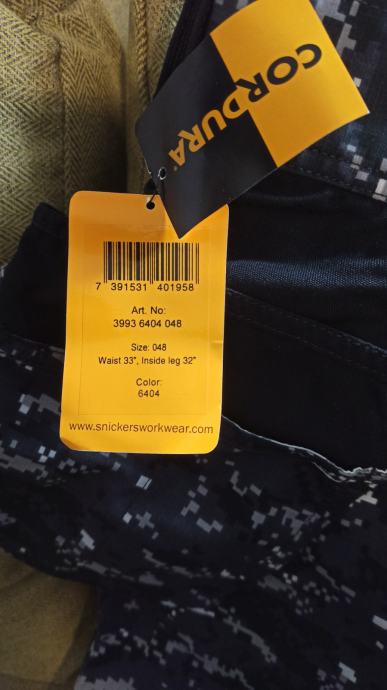 CORDURA
7 391531 401958
Art. No:
3993 6404 048
Size: 048
Waist 33", Inside leg 32"
Color:
6404
www.snickersworkwear.com